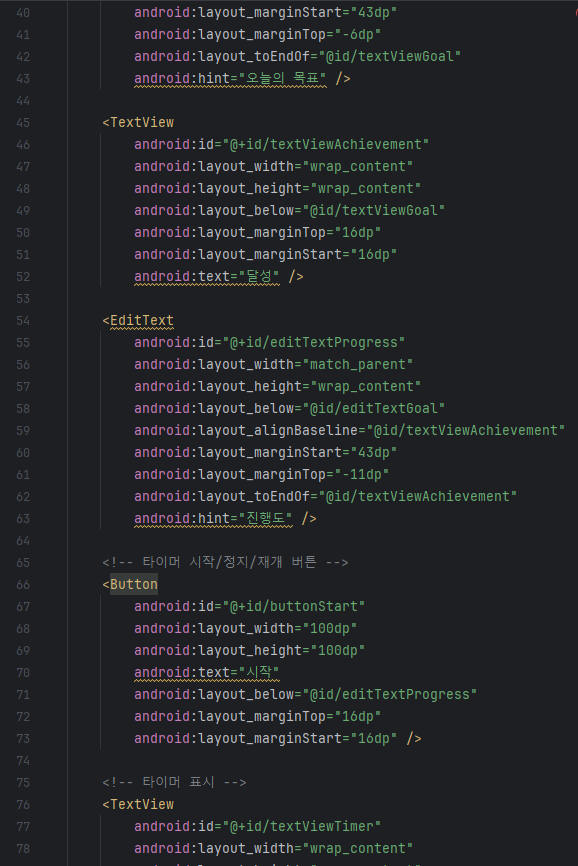 40 android:layout_marginStart="43dp"
41 android:layout_marginTop="-6dp"
42 android:layout_toEndOf="@id/textViewGoal"
43 android:hint="오늘의 목표" />
44
45 <TextView
46 android:id="@+id/textViewAchievement"
47 android:layout_width="wrap_content"
48 android:layout_height="wrap_content"
49 android:layout_below="@id/textViewGoal"
50 android:layout_marginTop="16dp"
51 android:layout_marginStart="16dp"
52 android:text="달성" />
53
54 <EditText
55 android:id="@+id/editTextProgress"
56 android:layout_width="match_parent"
57 android:layout_height="wrap_content"
58 android:layout_below="@id/editTextGoal"
59 android:layout_alignBaseline="@id/textViewAchievement"
60 android:layout_marginStart="43dp"
61 android:layout_marginTop="-11dp"
62 android:layout_toEndOf="@id/textViewAchievement"
63 android:hint="진행도" />
64
65 <!-- 타이머 시작/정지/재개 버튼 -->
66 <Button
67 android:id="@+id/buttonStart"
68 android:layout_width="100dp"
69 android:layout_height="100dp"
70 android:text="시작"
71 android:layout_below="@id/editTextProgress"
72 android:layout_marginTop="16dp"
73 android:layout_marginStart="16dp" />
74
75 <!-- 타이머 표시 -->
76 <TextView
77 android:id="@+id/textViewTimer"
78 android:layout_width="wrap_content"